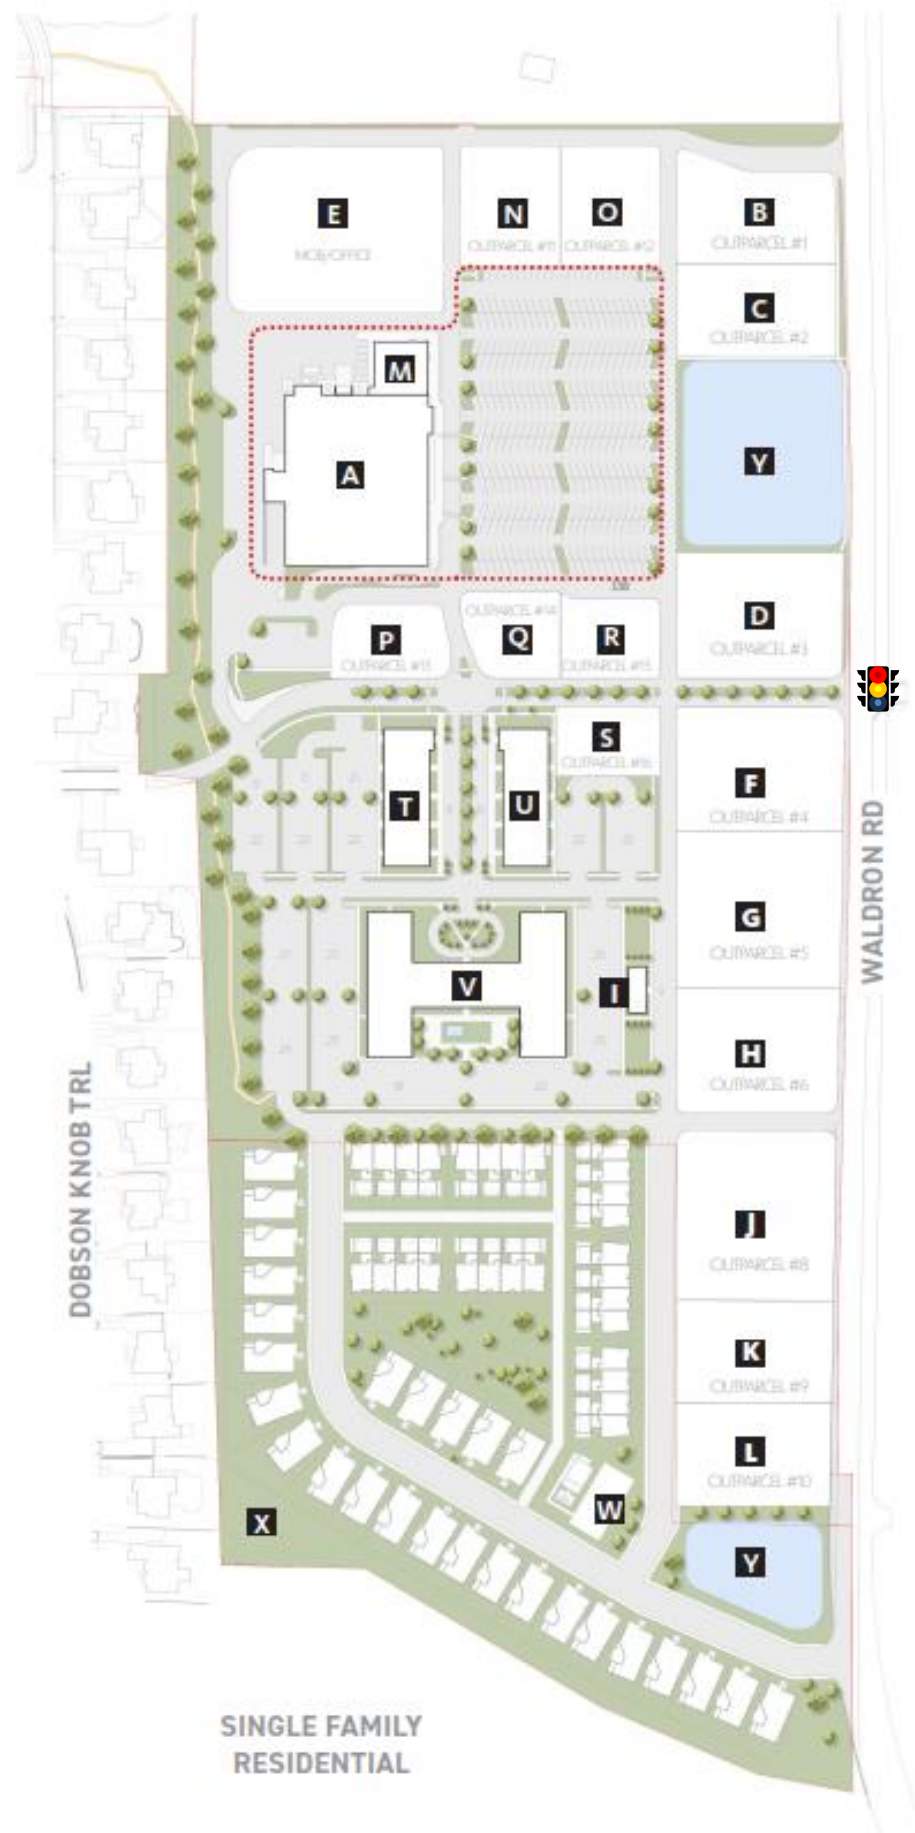 E
MOB/OFFICE
N
OUTPARCEL #11
O
OUTPARCEL #12
B
OUTPARCEL #1
C
OUTPARCEL #2
M
A
Y
D
OUTPARCEL #3
P
OUTPARCEL #13
OUTPARCEL #14
Q
R
OUTPARCEL #15
S
OUTPARCEL #16
T
U
F
OUTPARCEL #4
WALDRON RD
G
OUTPARCEL #5
V
I
H
OUTPARCEL #6
DOBSON KNOB TRL
J
OUTPARCEL #8
K
OUTPARCEL #9
L
OUTPARCEL #10
W
X
Y
SINGLE FAMILY
RESIDENTIAL